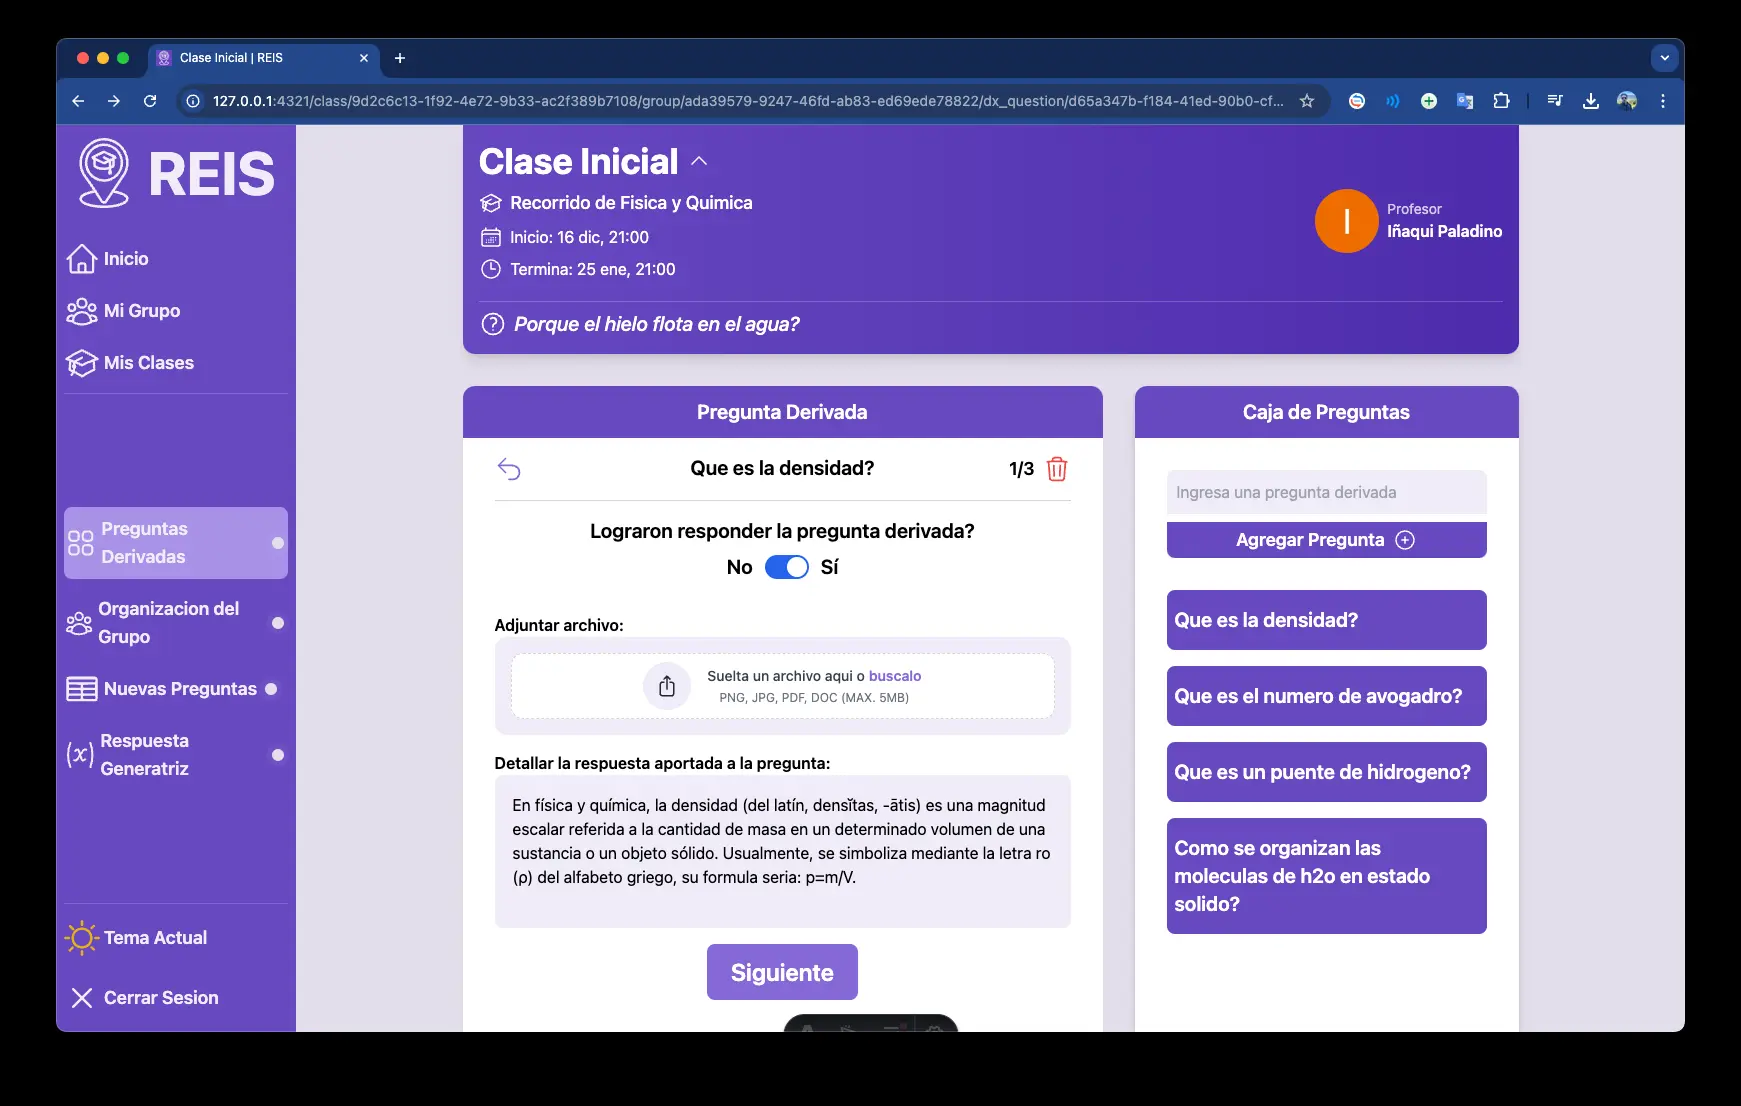 Clase Inicial | REIS
127.0.0.1:4321/class/9d2c6c13-1f92-4e72-9b33-ac2f389b7108/group/ada39579-9247-46fd-ab83-ed69ede78822/dx_question/d65a347b-f184-41ed-90b0-cf...
REIS
Inicio
Mi Grupo
Mis Clases
Preguntas
Derivadas
Organizacion del
Grupo
Nuevas Preguntas
(x) Respuesta
Generatriz
Tema Actual
Cerrar Sesion
Clase Inicial
Recorrido de Fisica y Quimica
Inicio: 16 dic, 21:00
Termina: 25 ene, 21:00
I
Profesor
Iñaqui Paladino
Porque el hielo flota en el agua?
Pregunta Derivada
Que es la densidad?
1/3
Lograron responder la pregunta derivada?
No Sí
Adjuntar archivo:
Suelta un archivo aqui o buscalo
PNG, JPG, PDF, DOC (MAX. 5MB)
Detallar la respuesta aportada a la pregunta:
En física y química, la densidad (del latín, densĭtas, -ātis) es una magnitud
escalar referida a la cantidad de masa en un determinado volumen de una
sustancia o un objeto sólido. Usualmente, se simboliza mediante la letra ro
(ρ) del alfabeto griego, su formula seria: p=m/V.
Siguiente
Caja de Preguntas
Ingresa una pregunta derivada
Agregar Pregunta
Que es la densidad?
Que es el numero de avogadro?
Que es un puente de hidrogeno?
Como se organizan las
moleculas de h2o en estado
solido?